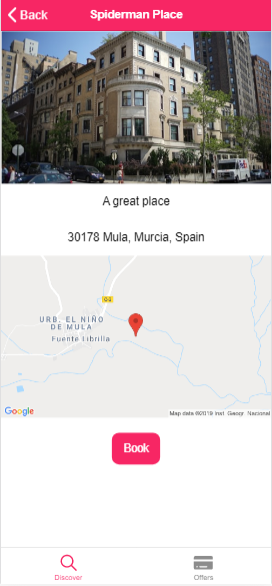 Back
Spiderman Place
A great place
30178 Mula, Murcia, Spain
C-2
URB. EL NIÑO
DE MULA
Fuente Librilla
Google
Map data ©2019 Inst. Geogr. Nacional
Book
Discover
Offers